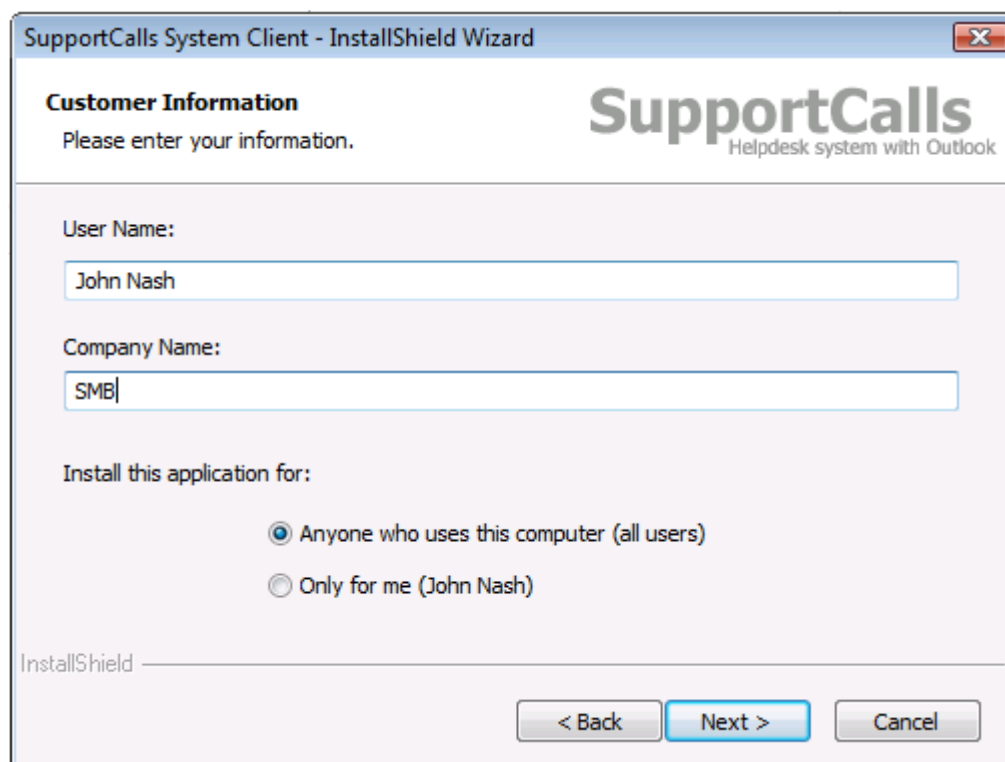 SupportCalls System Client - InstallShield Wizard
Customer Information
Please enter your information.
SupportCalls
Helpdesk system with Outlook
User Name:
John Nash
Company Name:
SMB
Install this application for:
Anyone who uses this computer (all users)
Only for me (John Nash)
InstallShield
< Back
Next >
Cancel